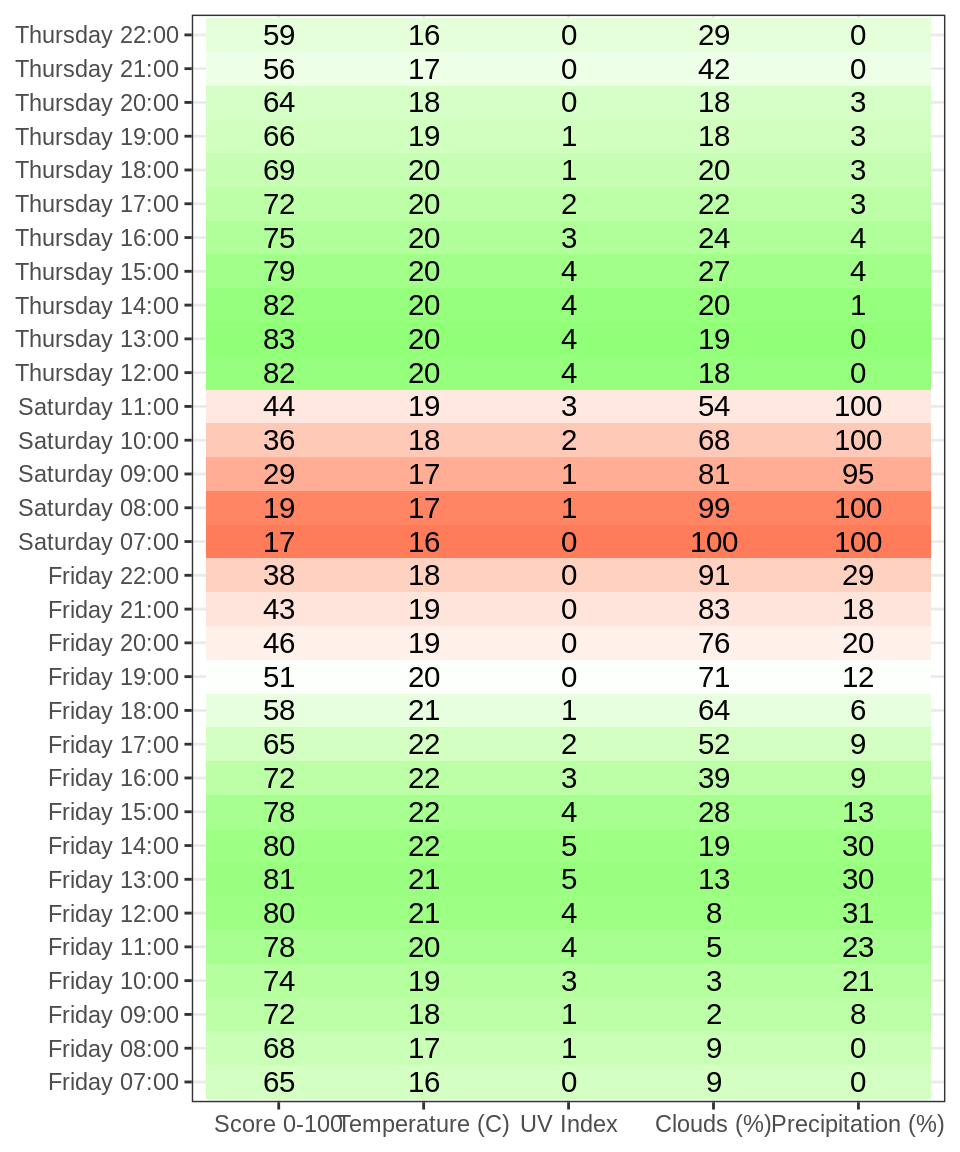 Thursday 22:00 59 16 0 29 0
Thursday 21:00 56 17 0 42 0
Thursday 20:00 64 18 0 18 3
Thursday 19:00 66 19 1 18 3
Thursday 18:00 69 20 1 20 3
Thursday 17:00 72 20 2 22 3
Thursday 16:00 75 20 3 24 4
Thursday 15:00 79 20 4 27 4
Thursday 14:00 82 20 4 20 1
Thursday 13:00 83 20 4 19 0
Thursday 12:00 82 20 4 18 0
Saturday 11:00 44 19 3 54 100
Saturday 10:00 36 18 2 68 100
Saturday 09:00 29 17 1 81 95
Saturday 08:00 19 17 1 99 100
Saturday 07:00 17 16 0 100 100
Friday 22:00 38 18 0 91 29
Friday 21:00 43 19 0 83 18
Friday 20:00 46 19 0 76 20
Friday 19:00 51 20 0 71 12
Friday 18:00 58 21 1 64 6
Friday 17:00 65 22 2 52 9
Friday 16:00 72 22 3 39 9
Friday 15:00 78 22 4 28 13
Friday 14:00 80 22 5 19 30
Friday 13:00 81 21 5 13 30
Friday 12:00 80 21 4 8 31
Friday 11:00 78 20 4 5 23
Friday 10:00 74 19 3 3 21
Friday 09:00 72 18 1 2 8
Friday 08:00 68 17 1 9 0
Friday 07:00 65 16 0 9 0
Score 0-100 Temperature (C) UV Index Clouds (%) Precipitation (%)